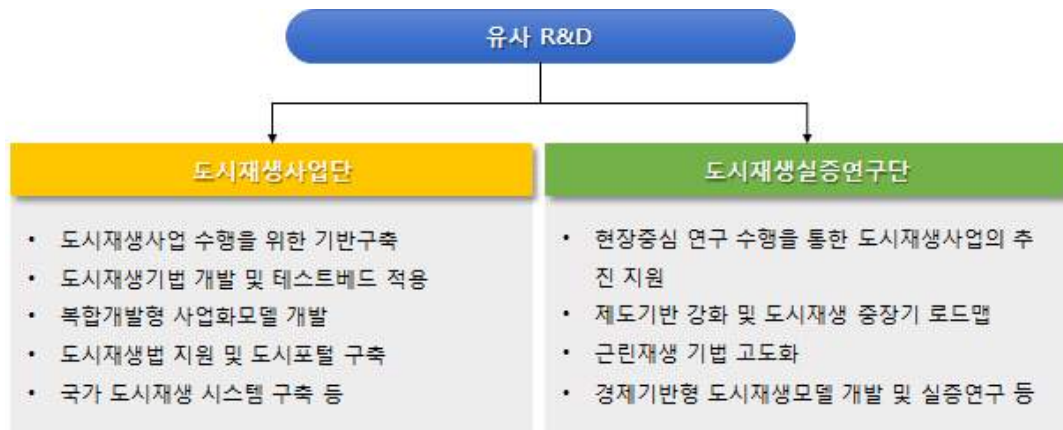 유사 R&D
도시재생사업단
• 도시재생사업 수행을 위한 기반구축
• 도시재생기법 개발 및 테스트베드 적용
• 복합개발형 사업화모델 개발
• 도시재생법 지원 및 도시포털 구축
• 국가 도시재생 시스템 구축 등
도시재생실증연구단
• 현장중심 연구 수행을 통한 도시재생사업의 추
진 지원
• 제도기반 강화 및 도시재생 중장기 로드맵
• 근린재생 기법 고도화
• 경제기반형 도시재생모델 개발 및 실증연구 등